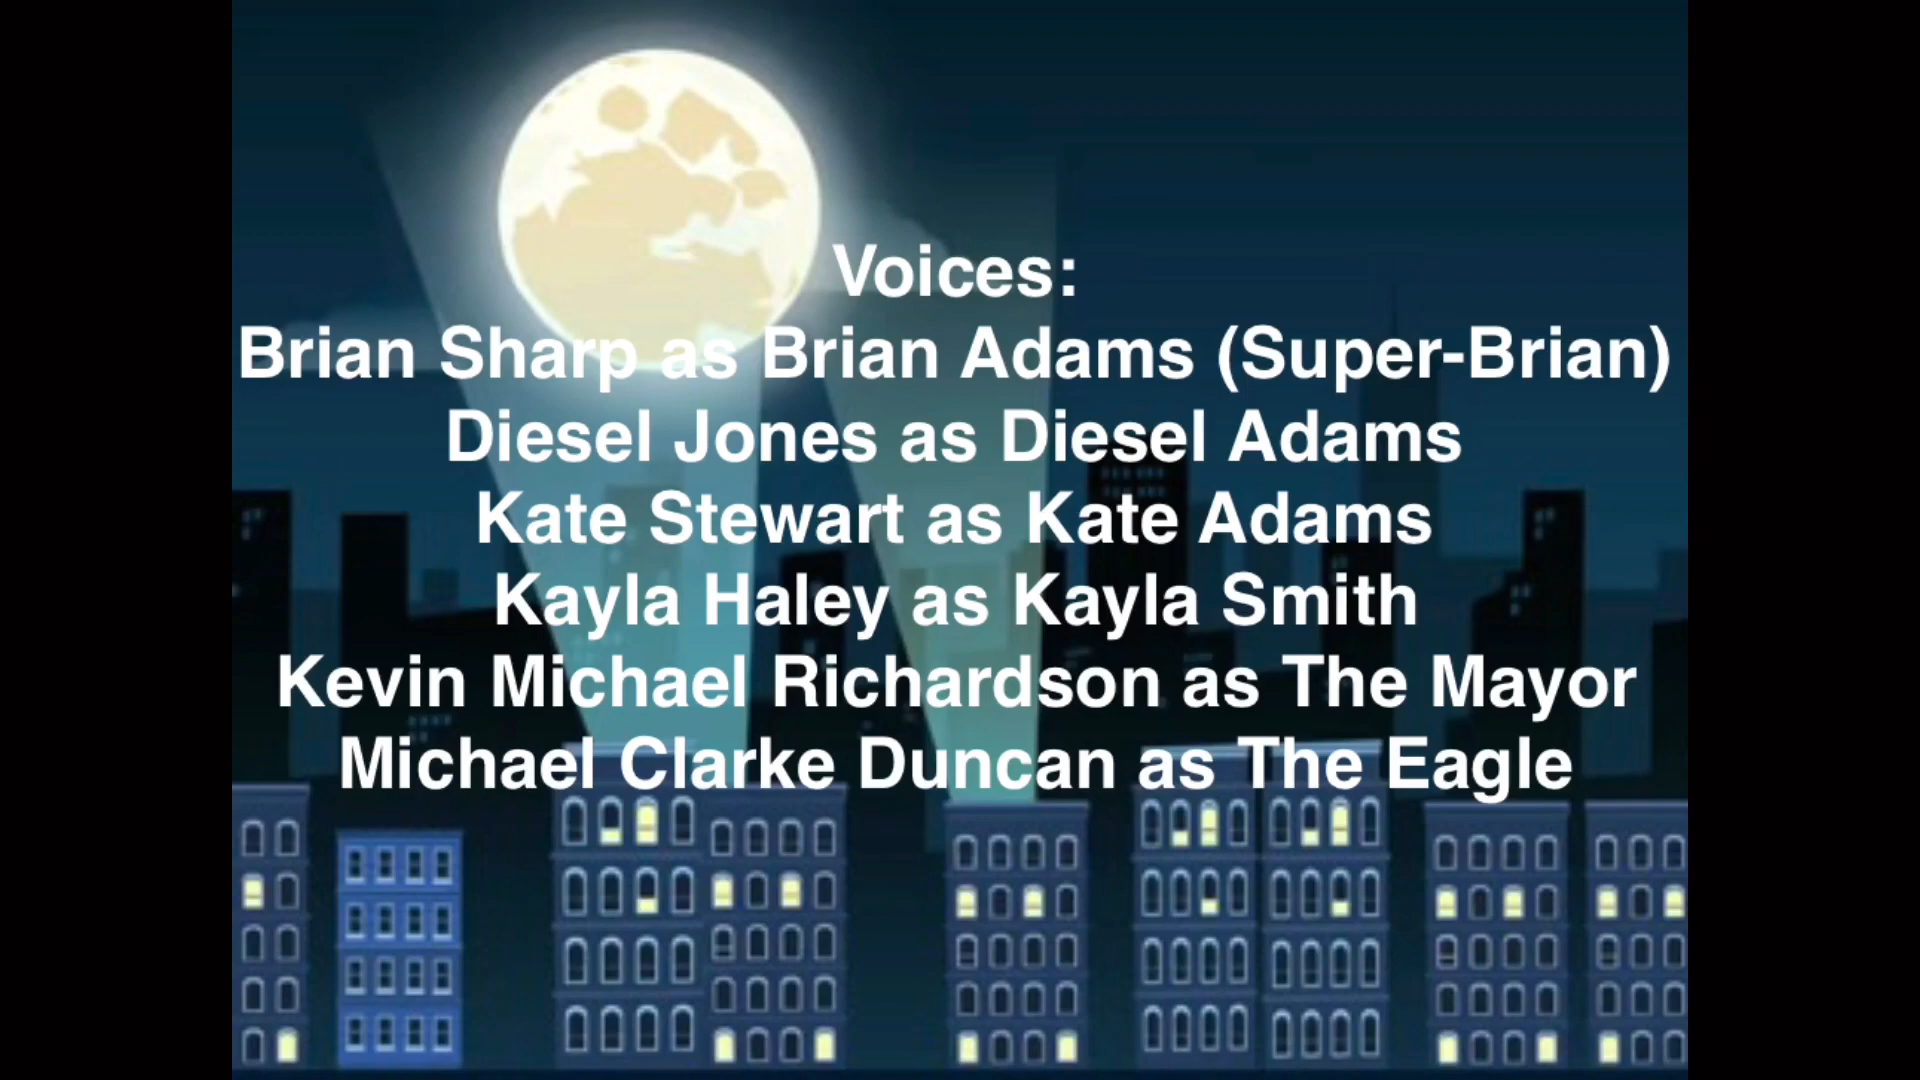 Voices:
Brian Sharp as Brian Adams (Super-Brian)
Diesel Jones as Diesel Adams
Kate Stewart as Kate Adams
Kayla Haley as Kayla Smith
Kevin Michael Richardson as The Mayor
Michael Clarke Duncan as The Eagle